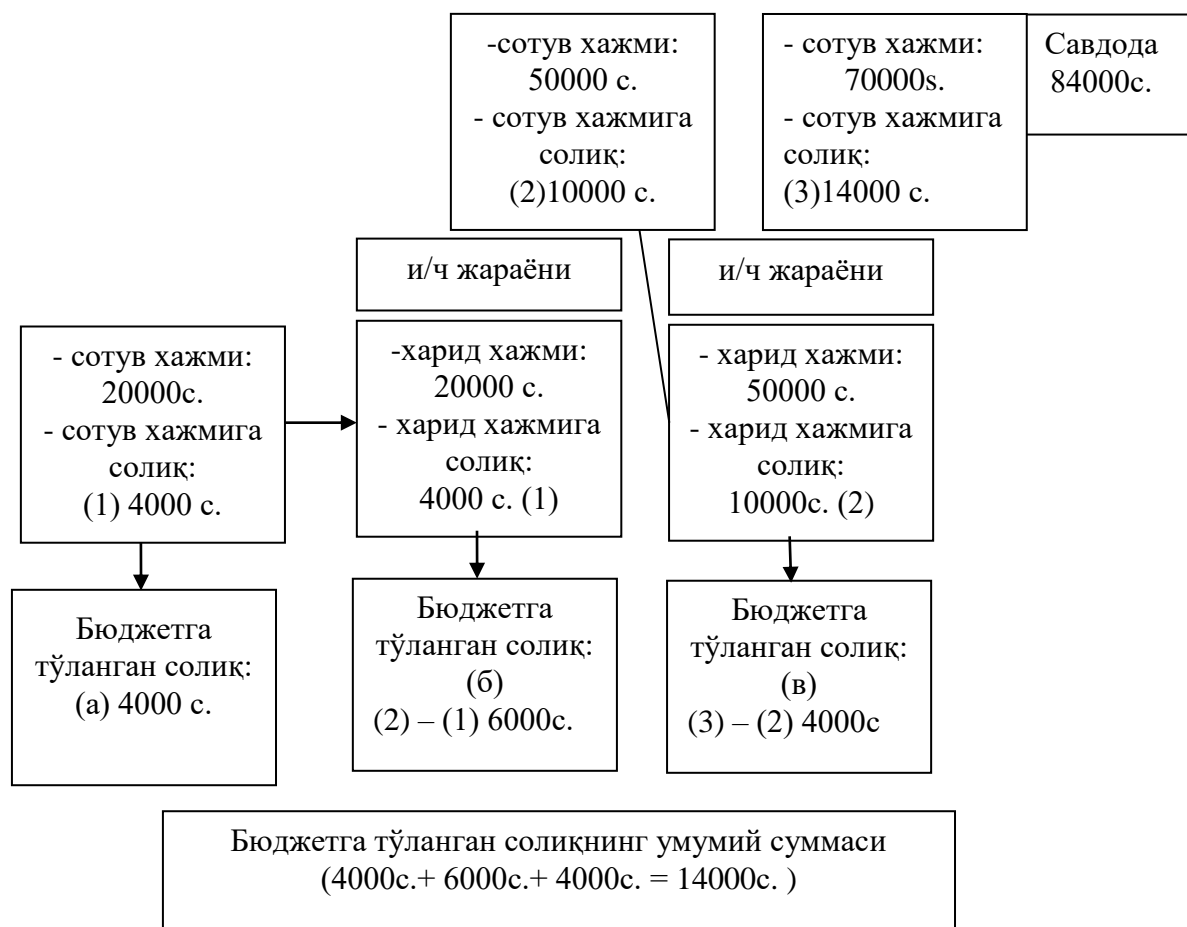 -сотув хажми:
50000 с.
- сотув хажмига
солиқ:
(2)10000 с.
- сотув хажми:
70000s.
- сотув хажмига
солиқ:
(3)14000 с.
Савдода
84000с.
и/ч жараёни
и/ч жараёни
- сотув хажми:
20000с.
- сотув хажмига
солиқ:
(1) 4000 с.
-харид хажми:
20000 с.
- харид хажмига
солиқ:
4000 с. (1)
- харид хажми:
50000 с.
- харид хажмига
солиқ:
10000с. (2)
Бюджетга
тўланган солиқ:
(а) 4000 с.
Бюджетга
тўланган солиқ:
(б)
(2) – (1) 6000с.
Бюджетга
тўланган солиқ:
(в)
(3) – (2) 4000с
Бюджетга тўланган солиқнинг умумий суммаси
(4000с.+ 6000с.+ 4000с. = 14000с. )